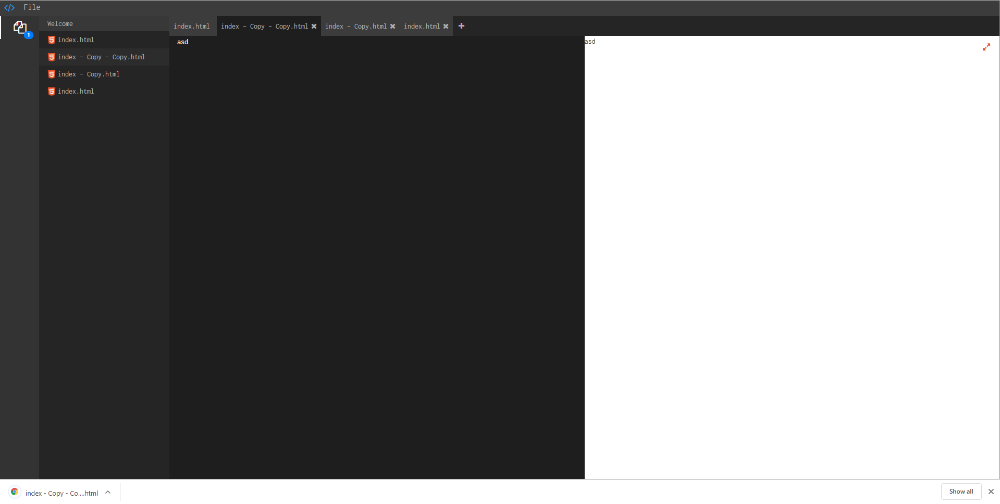 </> File
1
Welcome
index.html
index - Copy - Copy.html
index - Copy.html
index.html
index.html
index - Copy - Copy.html
index - Copy.html
index.html
asd
asd
index - Copy - Co....html
Show all